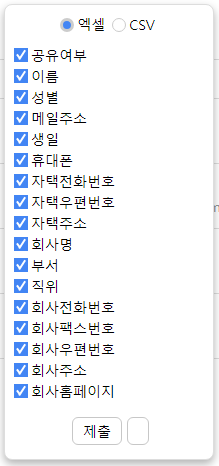 엑셀 CSV
공유여부
이름
성별
메일주소
생일
휴대폰
자택전화번호
자택우편번호
자택주소
회사명
부서
직위
회사전화번호
회사팩스번호
회사우편번호
회사주소
회사홈페이지
제출